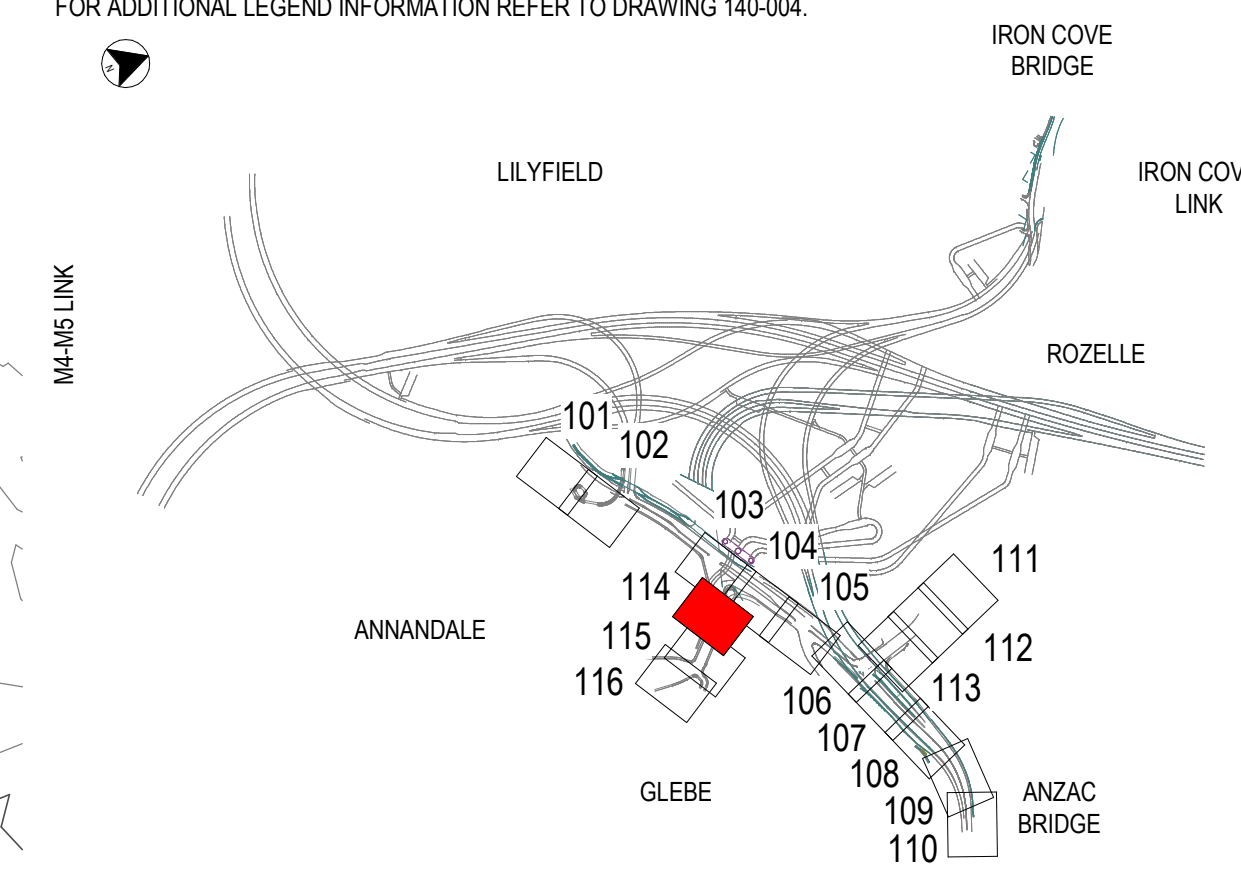 FOR ADDITIONAL LEGEND INFORMATION REFER TO DRAWING 140-004.
N
IRON COVE
BRIDGE
LILYFIELD
IRON COV
LINK
M4-M5 LINK
ROZELLE
101
102
103
104
105
111
114
115
ANNANDALE
116
112
113
106
107
108
GLEBE
109
ANZAC
BRIDGE
110